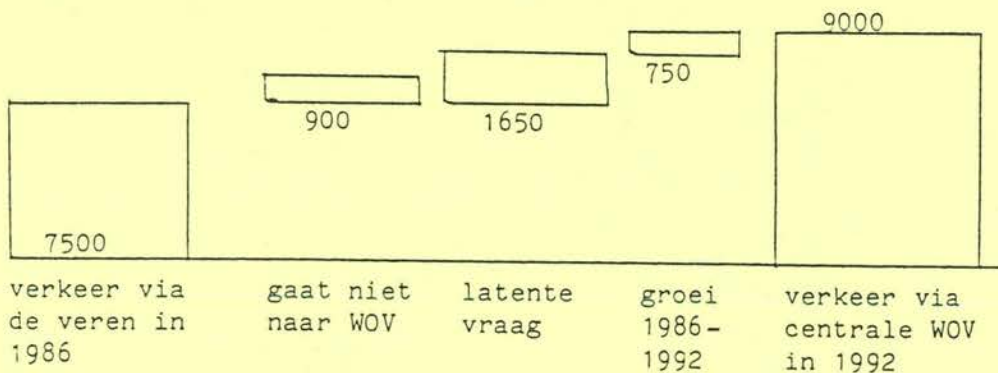 9000
750
900
1650
7500
verkeer via
de veren in
1986
gaat niet
naar WOV
latente
vraag
groei
1986-
1992
verkeer via
centrale WOV
in 1992